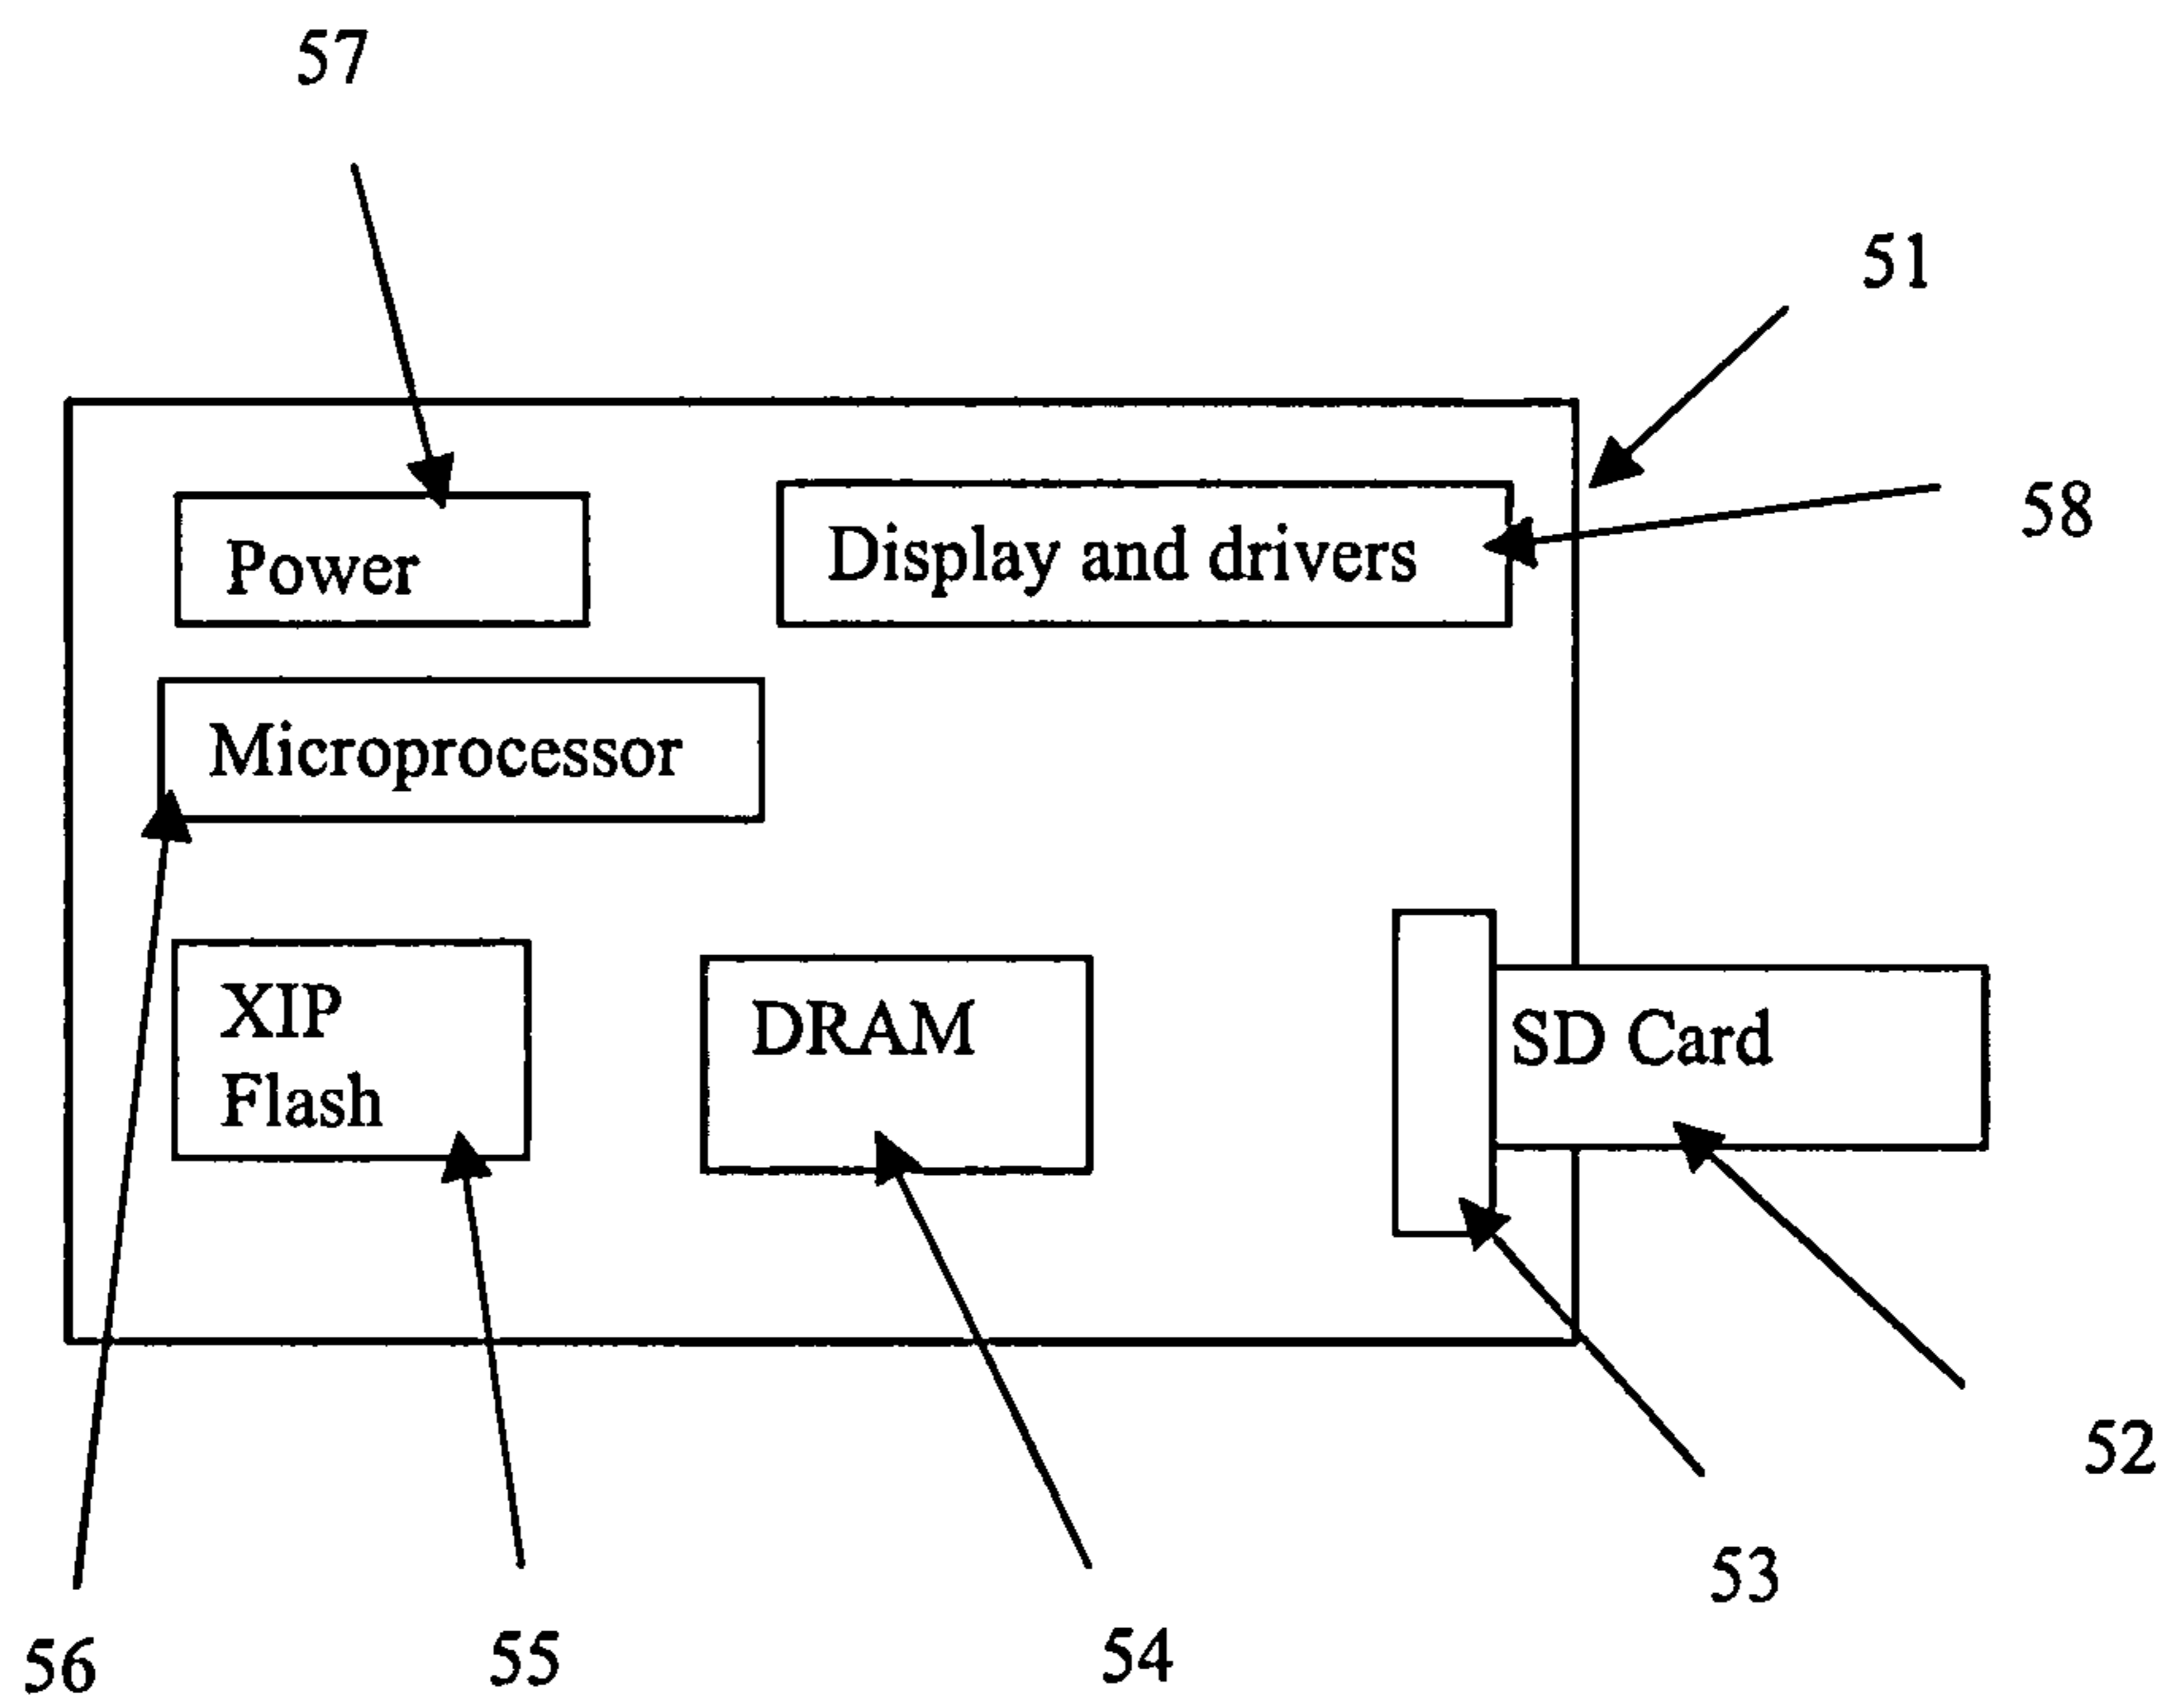 57
51
58
Power
Display and drivers
Microprocessor
XIP
Flash
DRAM
SD Card
52
53
54
55
56